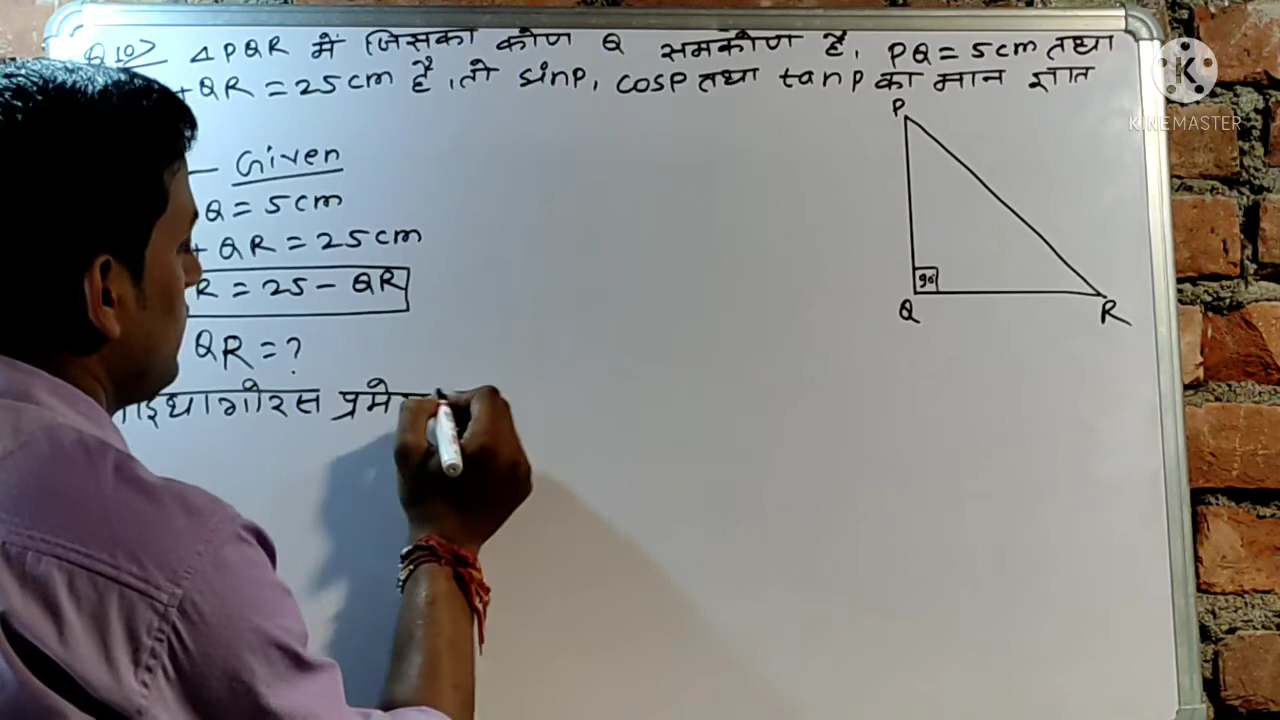 Q10> △PQR में जिसका कोण Q समकोण है, PQ = 5cm तथा
+ QR = 25cm है, तो sinp, cosp तथा tanp का मान ज्ञात
— Given
Q = 5cm
+ QR = 25cm
R = 25 - QR
QR = ?
पाइथागोरस प्रमेय
P
90°
Q
R
K
KINEMASTER